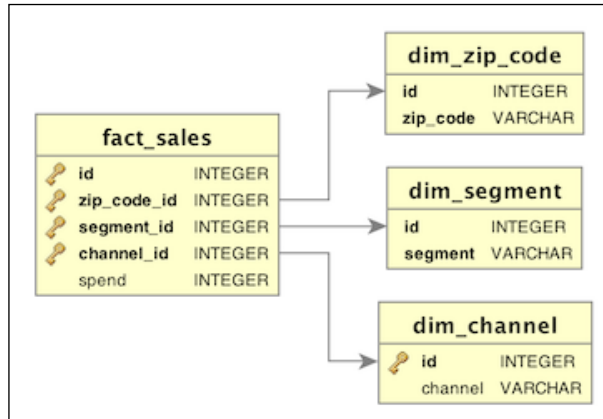 fact_sales
id INTEGER
zip_code_id INTEGER
segment_id INTEGER
channel_id INTEGER
spend INTEGER
dim_zip_code
id INTEGER
zip_code VARCHAR
dim_segment
id INTEGER
segment VARCHAR
dim_channel
id INTEGER
channel VARCHAR